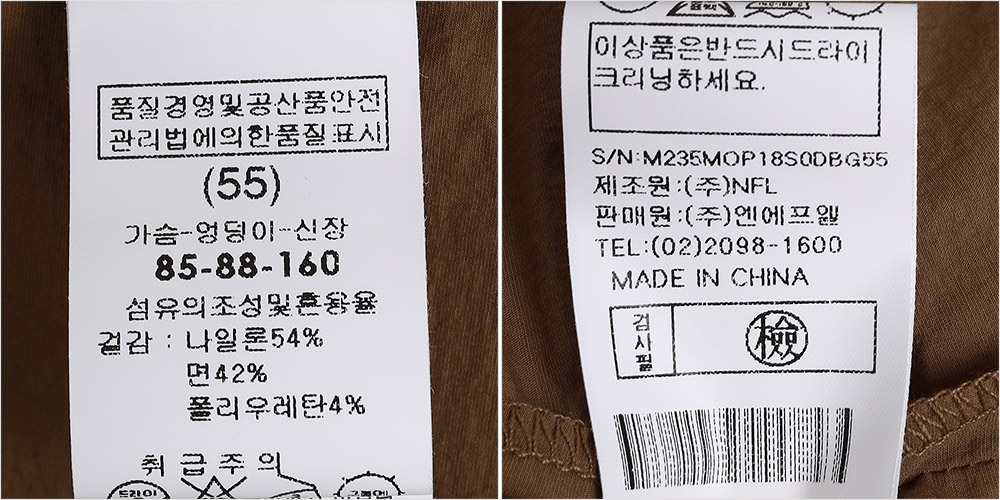 품질경영및공산품안전
관리법에의한품질표시
(55)
가슴-엉덩이-신장
85-88-160
섬유의조성및혼용율
겉감 : 나일론54%
면42%
폴리우레탄4%
취급주의
드라이
이상품은반드시드라이
크리닝하세요.
S/N:M235MOP18S0DBG55
제조원:(주)NFL
판매원:(주)엔에프엘
TEL:(02)2098-1600
MADE IN CHINA
검사필
檢